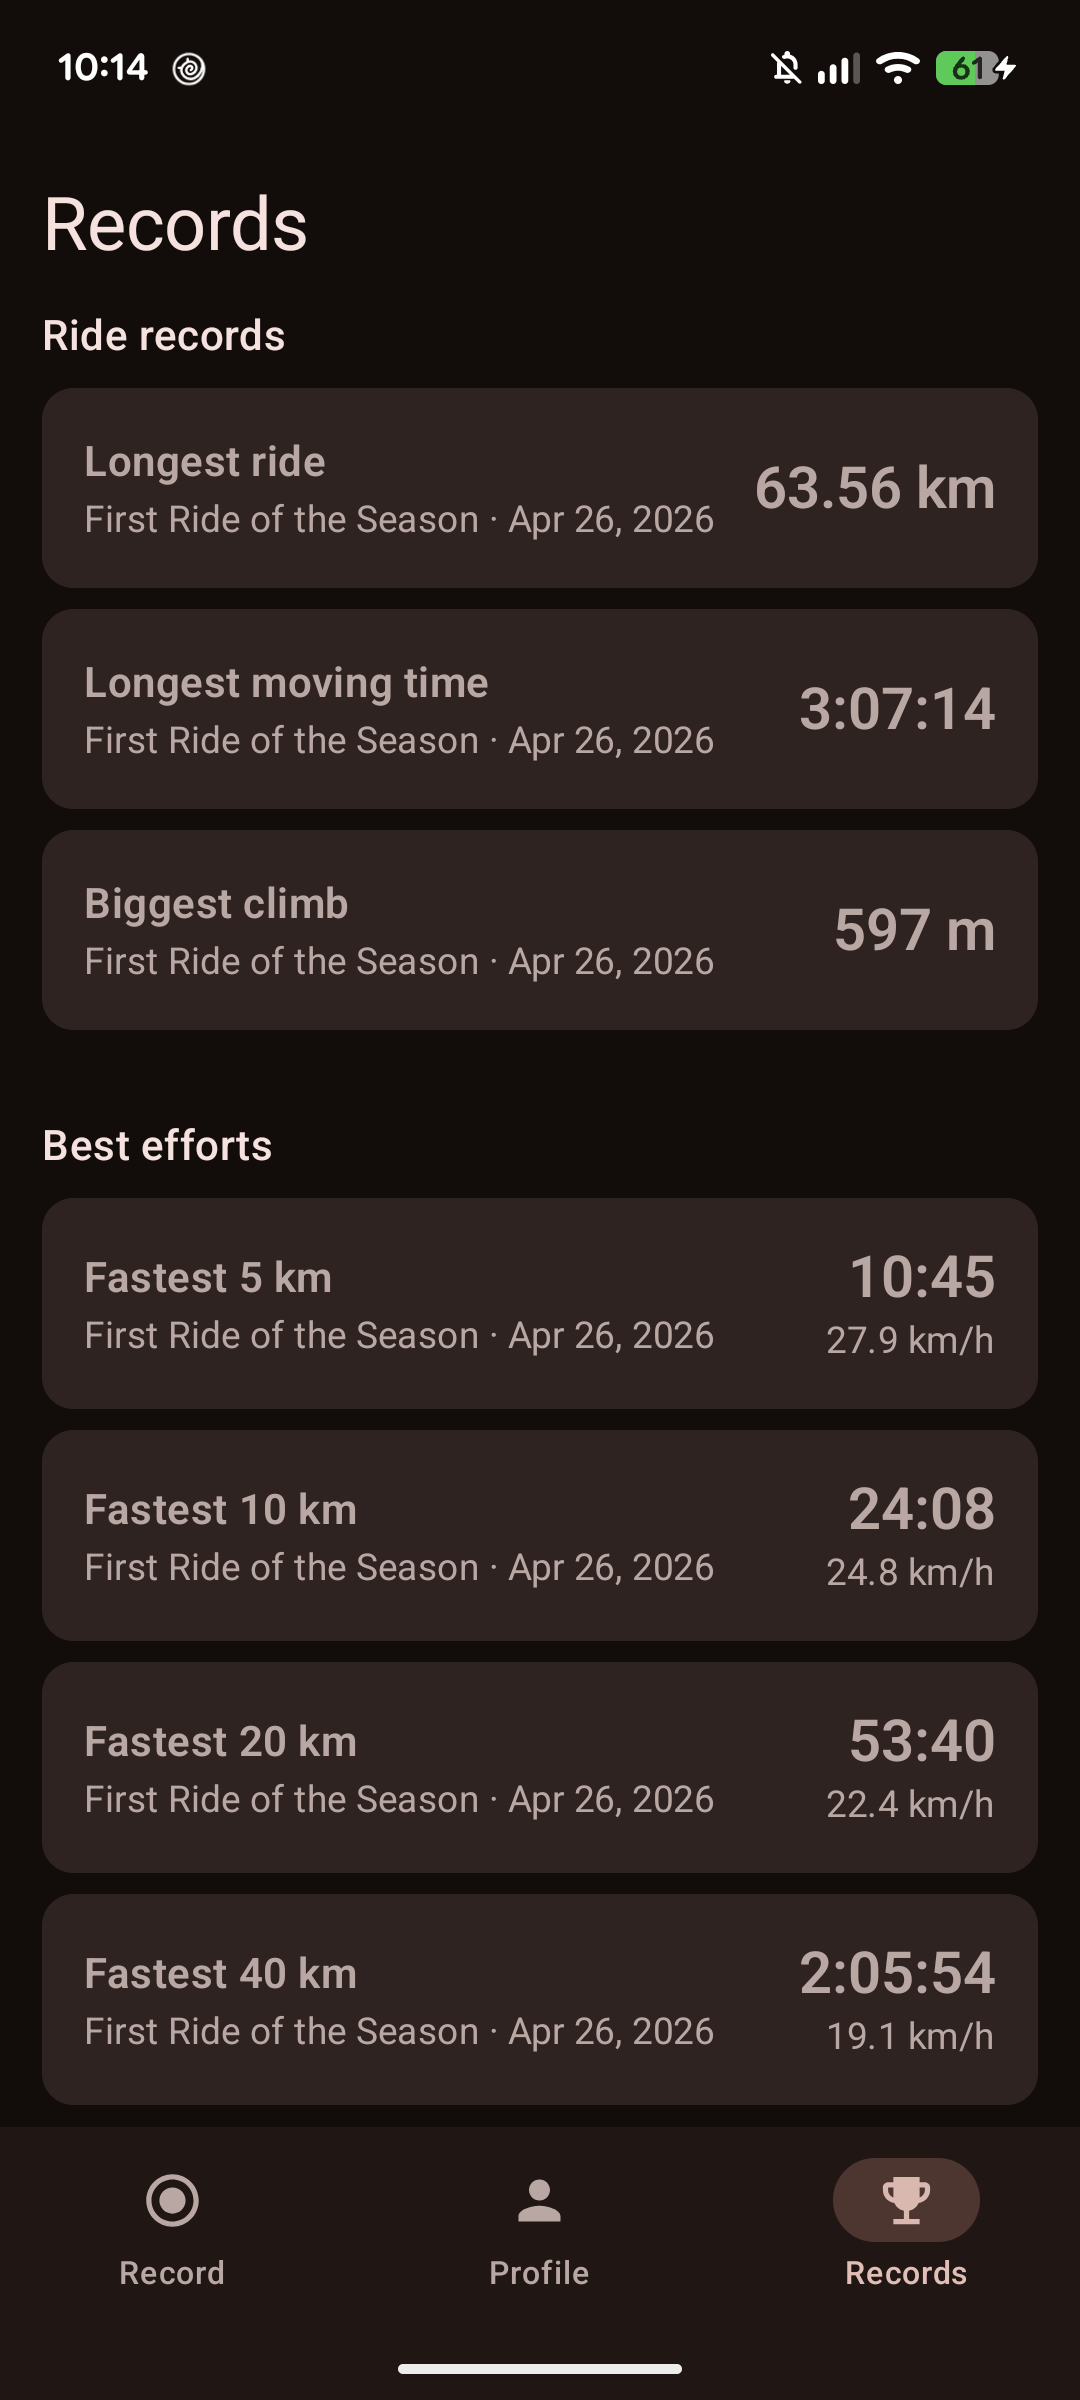 10:14
61
Records
Ride records
Longest ride
First Ride of the Season · Apr 26, 2026
63.56 km
Longest moving time
First Ride of the Season · Apr 26, 2026
3:07:14
Biggest climb
First Ride of the Season · Apr 26, 2026
597 m
Best efforts
Fastest 5 km
First Ride of the Season · Apr 26, 2026
10:45
27.9 km/h
Fastest 10 km
First Ride of the Season · Apr 26, 2026
24:08
24.8 km/h
Fastest 20 km
First Ride of the Season · Apr 26, 2026
53:40
22.4 km/h
Fastest 40 km
First Ride of the Season · Apr 26, 2026
2:05:54
19.1 km/h
Record
Profile
Records